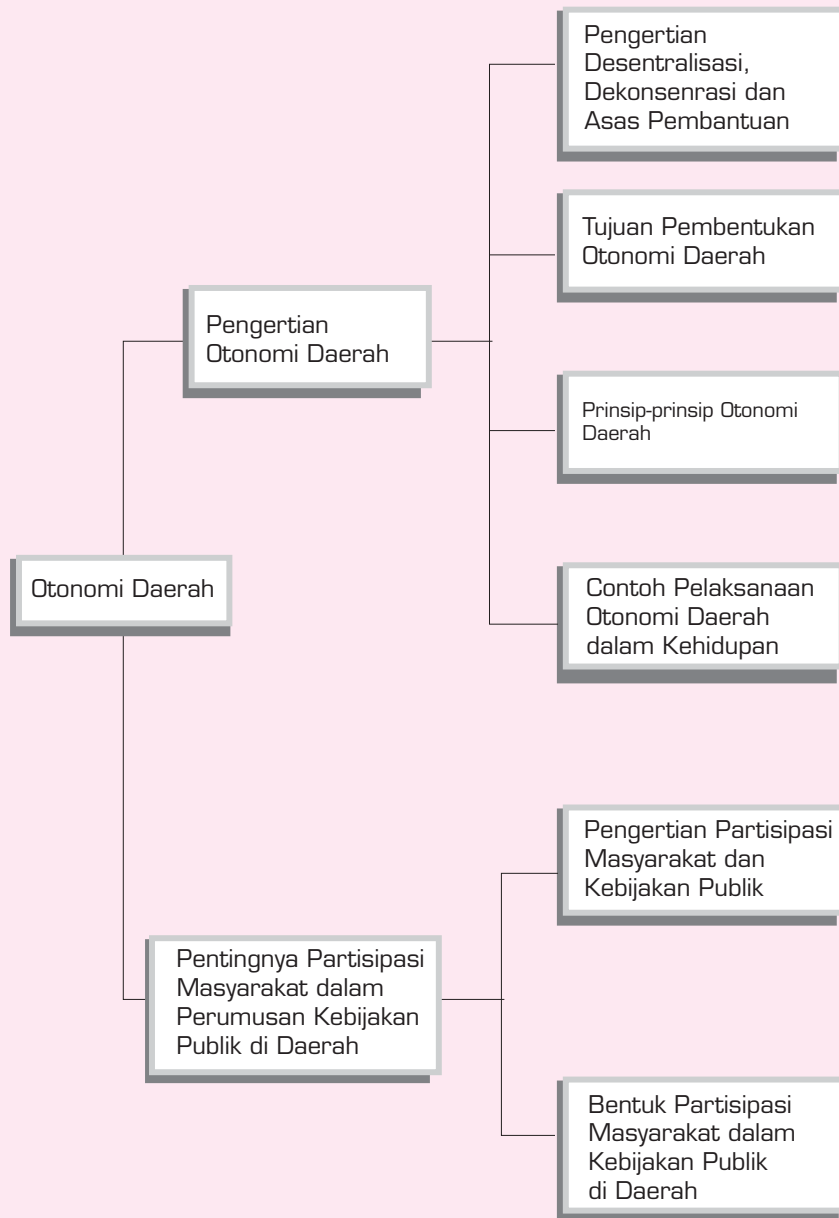 Otonomi Daerah
Pengertian
Otonomi Daerah
Pengertian
Desentralisasi,
Dekonsenrasi dan
Asas Pembantuan
Tujuan Pembentukan
Otonomi Daerah
Prinsip-prinsip Otonomi
Daerah
Contoh Pelaksanaan
Otonomi Daerah
dalam Kehidupan
Pentingnya Partisipasi
Masyarakat dalam
Perumusan Kebijakan
Publik di Daerah
Pengertian Partisipasi
Masyarakat dan
Kebijakan Publik
Bentuk Partisipasi
Masyarakat dalam
Kebijakan Publik
di Daerah